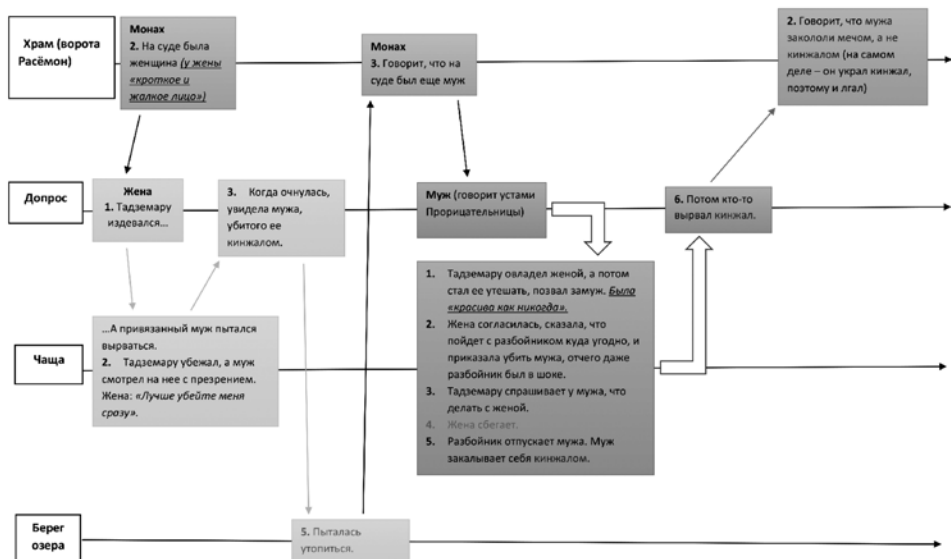 Храм (ворота
Расёмон)
Монах
2. На суде была
женщина (у жены
«кроткое и
жалкое лицо»)
Монах
3. Говорит, что на
суде был еще муж
2. Говорит, что мужа
закололи мечом, а не
кинжалом (на самом
деле – он украл кинжал,
поэтому и лгал)
Допрос
Жена
1. Тадземару
издевался…
3. Когда очнулась,
увидела мужа,
убитого ее
кинжалом.
Муж (говорит устами
Прорицательницы)
6. Потом кто-то
вырвал кинжал.
Чаща
…А привязанный муж пытался
вырваться.
2. Тадземару убежал, а муж
смотрел на нее с презрением.
Жена: «Лучше убейте меня
сразу».
1. Тадземару овладел женой, а потом
стал ее утешать, позвал замуж. Была
«красива как никогда».
2. Жена согласилась, сказала, что
пойдет с разбойником куда угодно, и
приказала убить мужа, отчего даже
разбойник был в шоке.
3. Тадземару спрашивает у мужа, что
делать с женой.
4. Жена сбегает.
5. Разбойник отпускает мужа. Муж
закалывает себя кинжалом.
Берег
озера
5. Пыталась
утопиться.